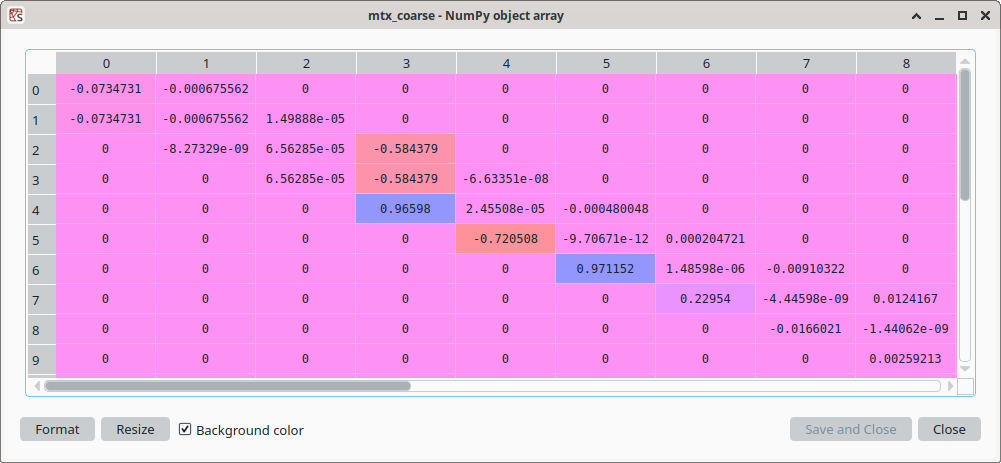 mtx_coarse - NumPy object array
0 1 2 3 4 5 6 7 8
0 -0.0734731 -0.000675562 0 0 0 0 0 0 0
1 -0.0734731 -0.000675562 1.49888e-05 0 0 0 0 0 0
2 0 -8.27329e-09 6.56285e-05 -0.584379 0 0 0 0 0
3 0 0 6.56285e-05 -0.584379 -6.63351e-08 0 0 0 0
4 0 0 0 0.96598 2.45508e-05 -0.000480048 0 0 0
5 0 0 0 0 -0.720508 -9.70671e-12 0.000204721 0 0
6 0 0 0 0 0 0.971152 1.48598e-06 -0.00910322 0
7 0 0 0 0 0 0 0.22954 -4.44598e-09 0.0124167
8 0 0 0 0 0 0 0 -0.0166021 -1.44062e-09
9 0 0 0 0 0 0 0 0 0.00259213
Format Resize Background color Save and Close Close